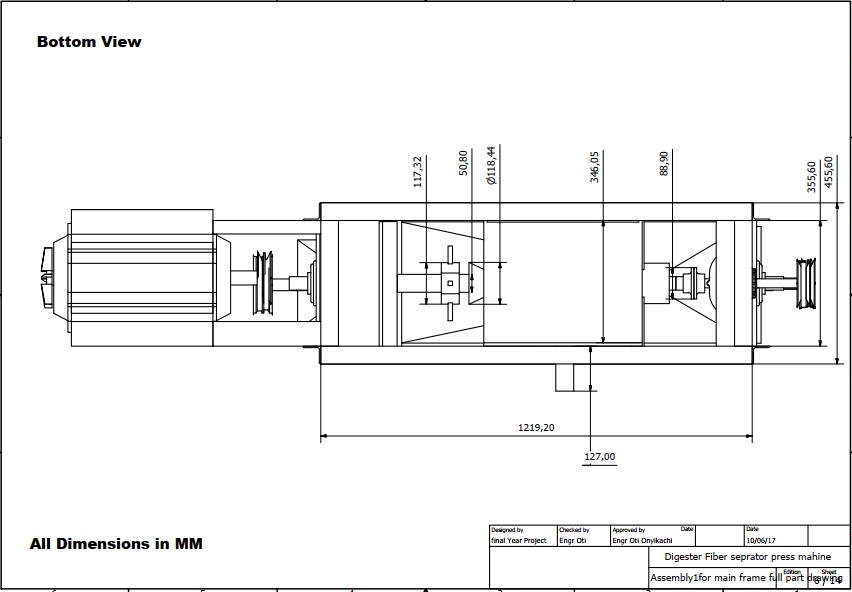 Bottom View
117,32
50,80
Ø118,44
346,05
88,90
355,60
455,60
1219,20
127,00
All Dimensions in MM
Designed by Checked by Approved by Date Date
final Year Project Engr Oti Engr Oti Onyikachi 10/06/17
Digester Fiber seprator press mahine
Edition Sheet
Assembly1for main frame full part drawing
6 / 14